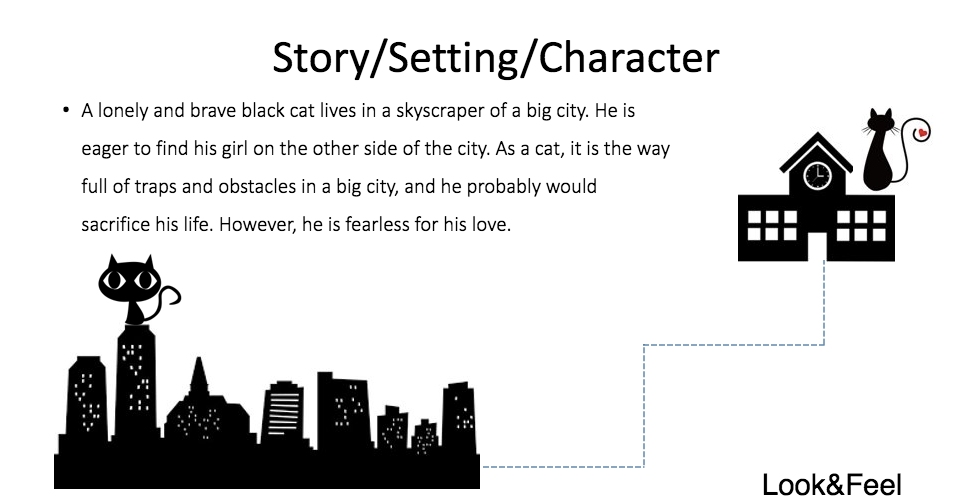 Story/Setting/Character
• A lonely and brave black cat lives in a skyscraper of a big city. He is
eager to find his girl on the other side of the city. As a cat, it is the way
full of traps and obstacles in a big city, and he probably would
sacrifice his life. However, he is fearless for his love.
Look&Feel